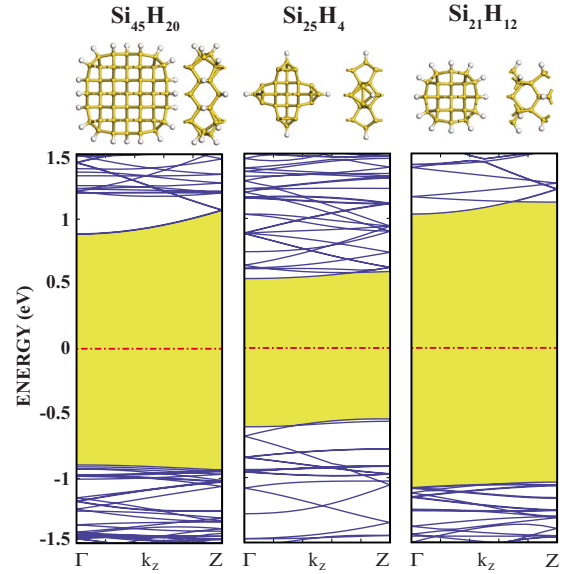 Si45H20 Si25H4 Si21H12
ENERGY (eV)
1.5
1
0.5
0
-0.5
-1
-1.5
Γ kz Z Γ kz Z Γ kz Z